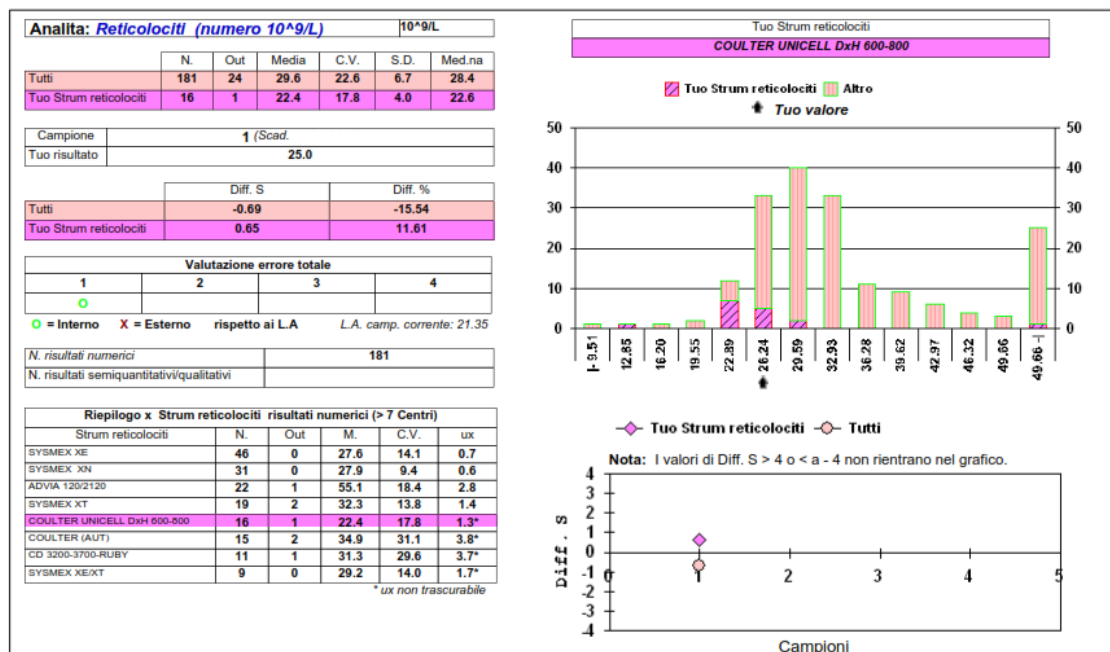 Analita: Reticolociti (numero 10^9/L) 10^9/L
N. Out Media C.V. S.D. Med.na
Tutti 181 24 29.6 22.6 6.7 28.4
Tuo Strum reticolociti 16 1 22.4 17.8 4.0 22.6
Campione 1 (Scad.
Tuo risultato 25.0
Diff. S Diff. %
Tutti -0.69 -15.54
Tuo Strum reticolociti 0.65 11.61
Valutazione errore totale
1 2 3 4
O
O = Interno X = Esterno rispetto ai L.A L.A. camp. corrente: 21.35
N. risultati numerici 181
N. risultati semiquantitativi/qualitativi
Riepilogo x Strum reticolociti risultati numerici (> 7 Centri)
Strum reticolociti N. Out M. C.V. ux
SYSMEX XE 46 0 27.6 14.1 0.7
SYSMEX XN 31 0 27.9 9.4 0.6
ADVIA 120/2120 22 1 55.1 18.4 2.8
SYSMEX XT 19 2 32.3 13.8 1.4
COULTER UNICELL DxH 600-800 16 1 22.4 17.8 1.3*
COULTER (AUT) 15 2 34.9 31.1 3.8*
CD 3200-3700-RUBY 11 1 31.3 29.6 3.7*
SYSMEX XE/XT 9 0 29.2 14.0 1.7*
* ux non trascurabile
Tuo Strum reticolociti
COULTER UNICELL DxH 600-800
Tuo Strum reticolociti Altro
Tuo valore
50 50
40 40
30 30
20 20
10 10
0 0
|- 9.51 12.85 16.20 19.55 22.89 26.24 29.59 32.93 36.28 39.62 42.97 46.32 49.66 49.66 -|
Tuo Strum reticolociti Tutti
Nota: I valori di Diff. S > 4 o < a - 4 non rientrano nel grafico.
Diff. S
4
3
2
1
0
-1
-2
-3
-4
0 1 2 3 4 5
Campioni